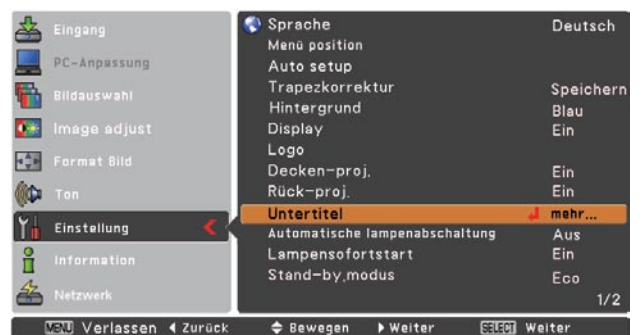 Eingang
PC-Anpassung
Bildauswahl
Image adjust
Format Bild
Ton
Einstellung
Information
Netzwerk
Sprache Deutsch
Menü position
Auto setup
Trapezkorrektur Speichern
Hintergrund Blau
Display Ein
Logo
Decken-proj. Ein
Rück-proj. Ein
Untertitel mehr...
Automatische lampenabschaltung Aus
Lampensofortstart Ein
Stand-by,modus Eco
1/2
MENU Verlassen Zurück Bewegen Weiter SELECT Weiter